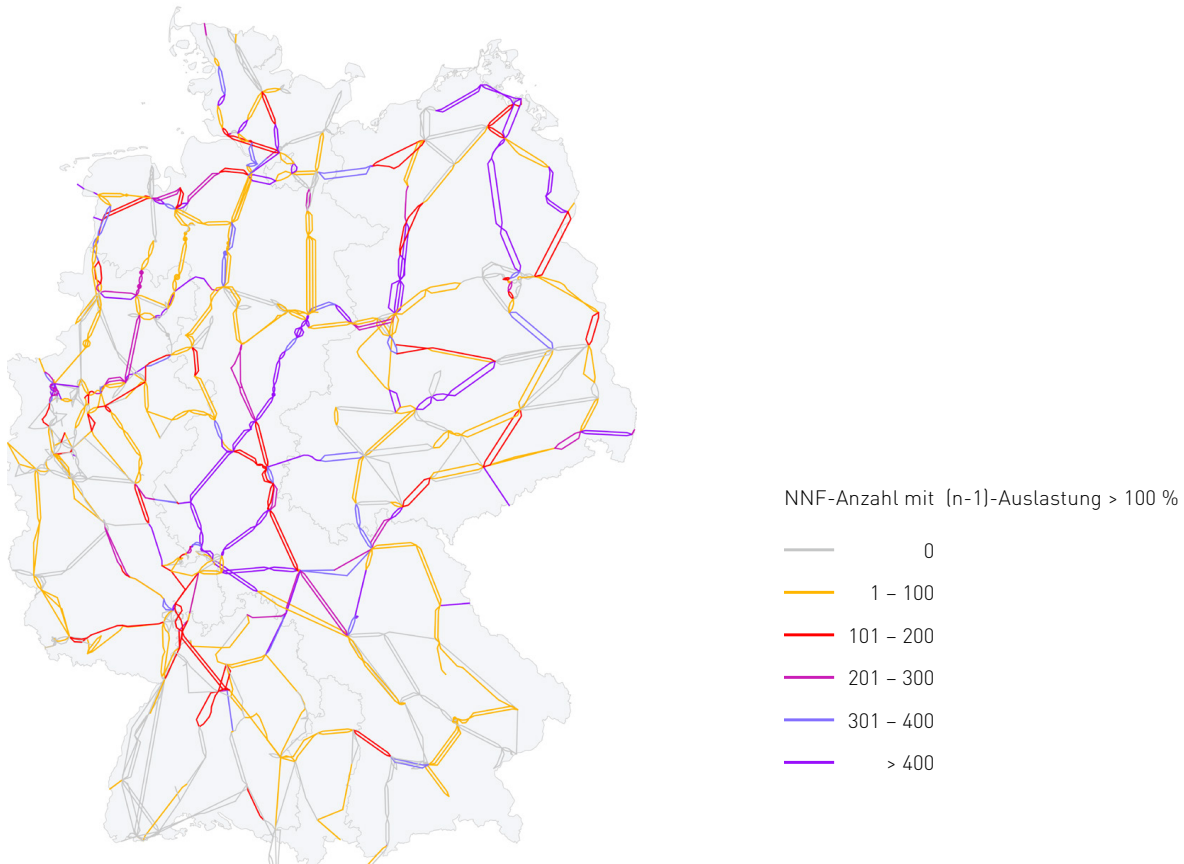 NNF-Anzahl mit (n-1)-Auslastung > 100 %
0
1 – 100
101 – 200
201 – 300
301 – 400
> 400